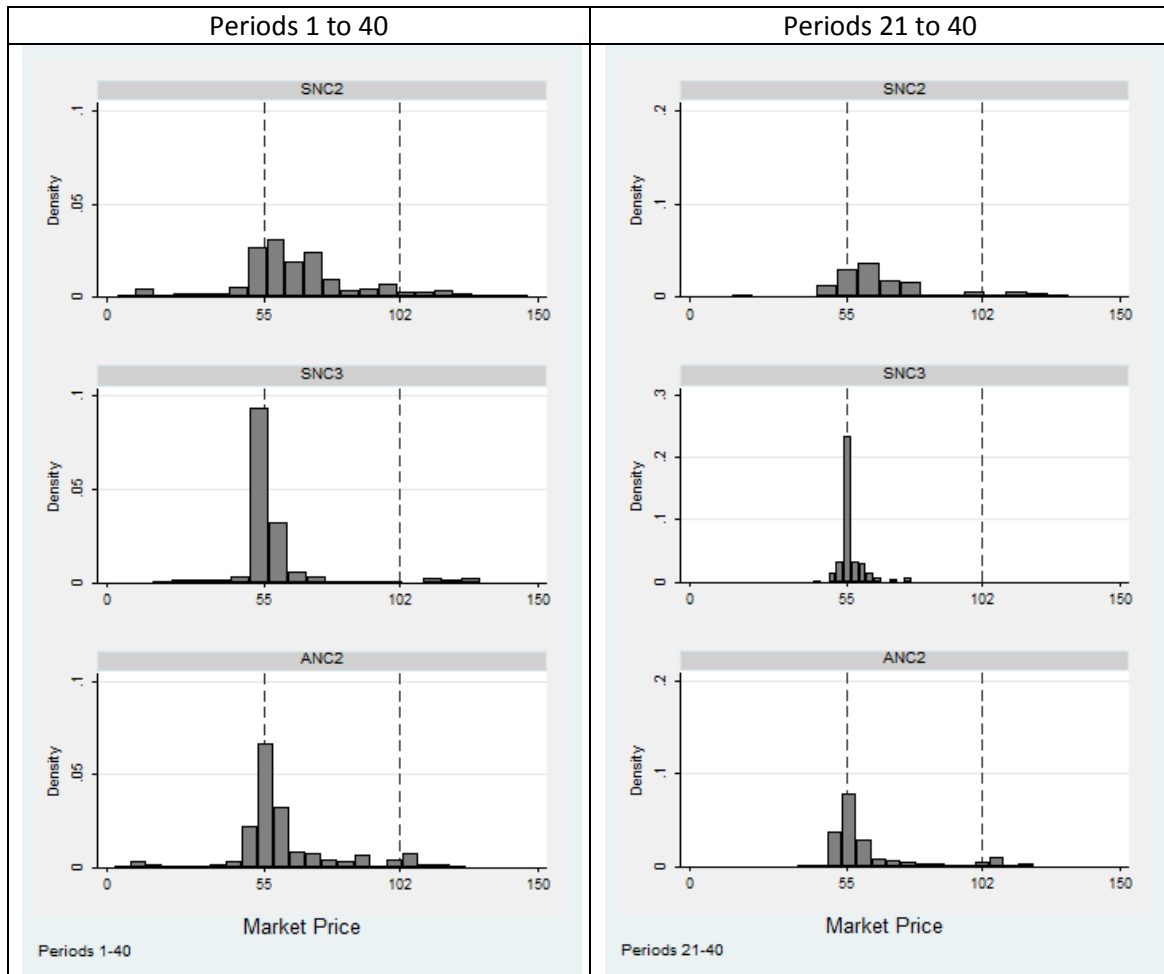 Periods 1 to 40
SNC2
Density
.1
.05
0
0 55 102 150
SNC3
Density
.1
.05
0
0 55 102 150
ANC2
Density
.1
.05
0
0 55 102 150
Market Price
Periods 1-40
Periods 21 to 40
SNC2
Density
.2
.1
0
0 55 102 150
SNC3
Density
.3
.2
.1
0
0 55 102 150
ANC2
Density
.2
.1
0
0 55 102 150
Market Price
Periods 21-40